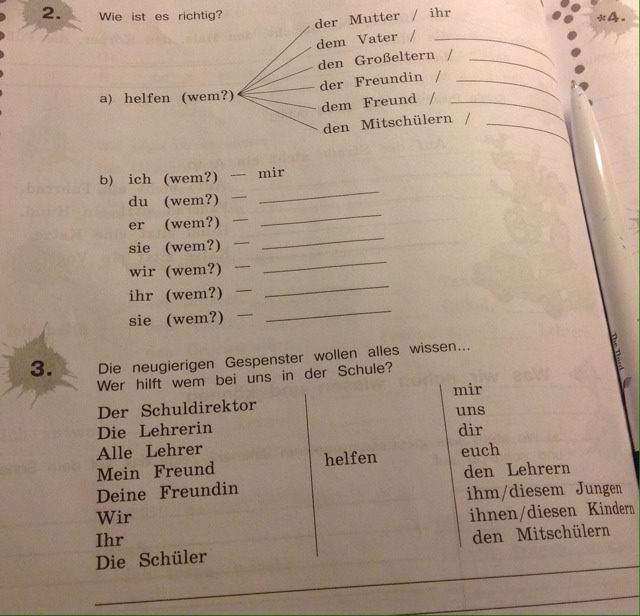 2. Wie ist es richtig?
*4.
der Mutter / ihr
dem Vater /
den Großeltern /
der Freundin /
dem Freund /
den Mitschülern /
a) helfen (wem?)
b) ich (wem?) — mir
du (wem?) —
er (wem?) —
sie (wem?) —
wir (wem?) —
ihr (wem?) —
sie (wem?) —
3. Die neugierigen Gespenster wollen alles wissen...
Wer hilft wem bei uns in der Schule?
Der Schuldirektor
Die Lehrerin
Alle Lehrer
Mein Freund
Deine Freundin
Wir
Ihr
Die Schüler
helfen
mir
uns
dir
euch
den Lehrern
ihm/diesem Jungen
ihnen/diesen Kindern
den Mitschülern
The Third